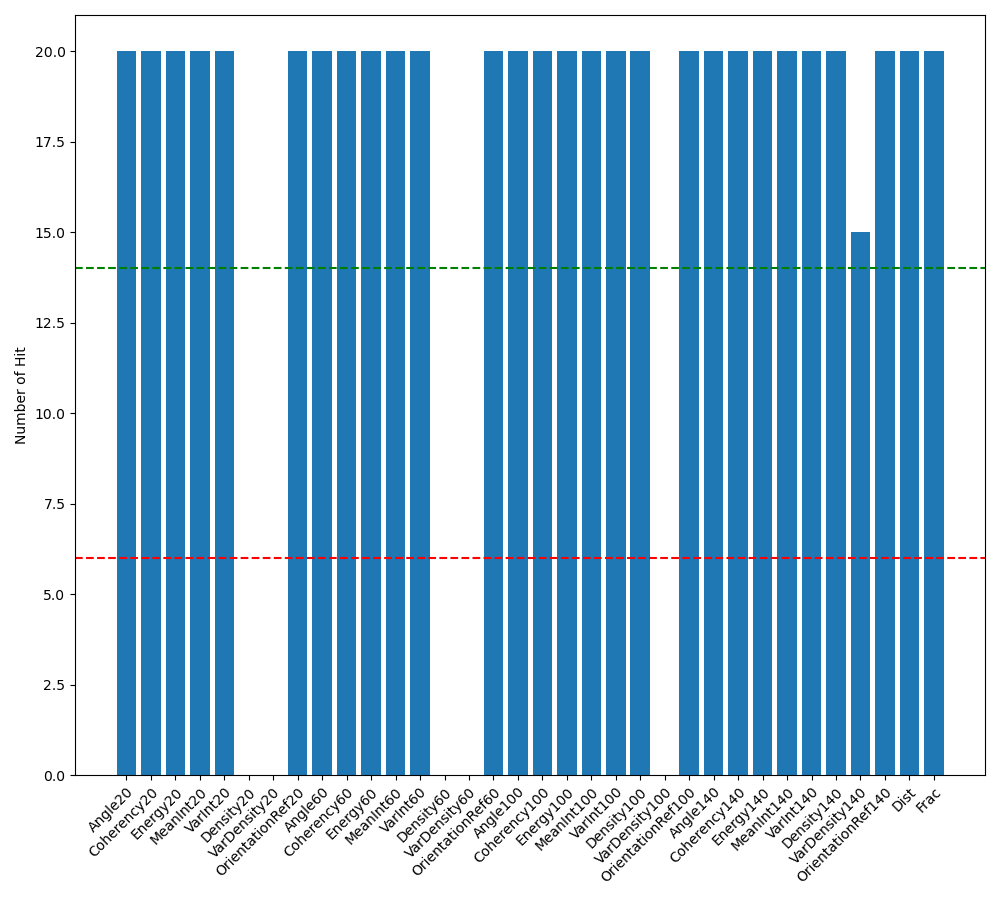 20.0
17.5
15.0
12.5
10.0
7.5
5.0
2.5
0.0
Number of Hit
Angle20
Coherency20
Energy20
MeanInt20
VarInt20
Density20
VarDensity20
OrientationRef20
Angle60
Coherency60
Energy60
MeanInt60
VarInt60
Density60
VarDensity60
OrientationRef60
Angle100
Coherency100
Energy100
MeanInt100
VarInt100
Density100
VarDensity100
OrientationRef100
Angle140
Coherency140
Energy140
MeanInt140
VarInt140
Density140
VarDensity140
OrientationRef140
Dist
Frac